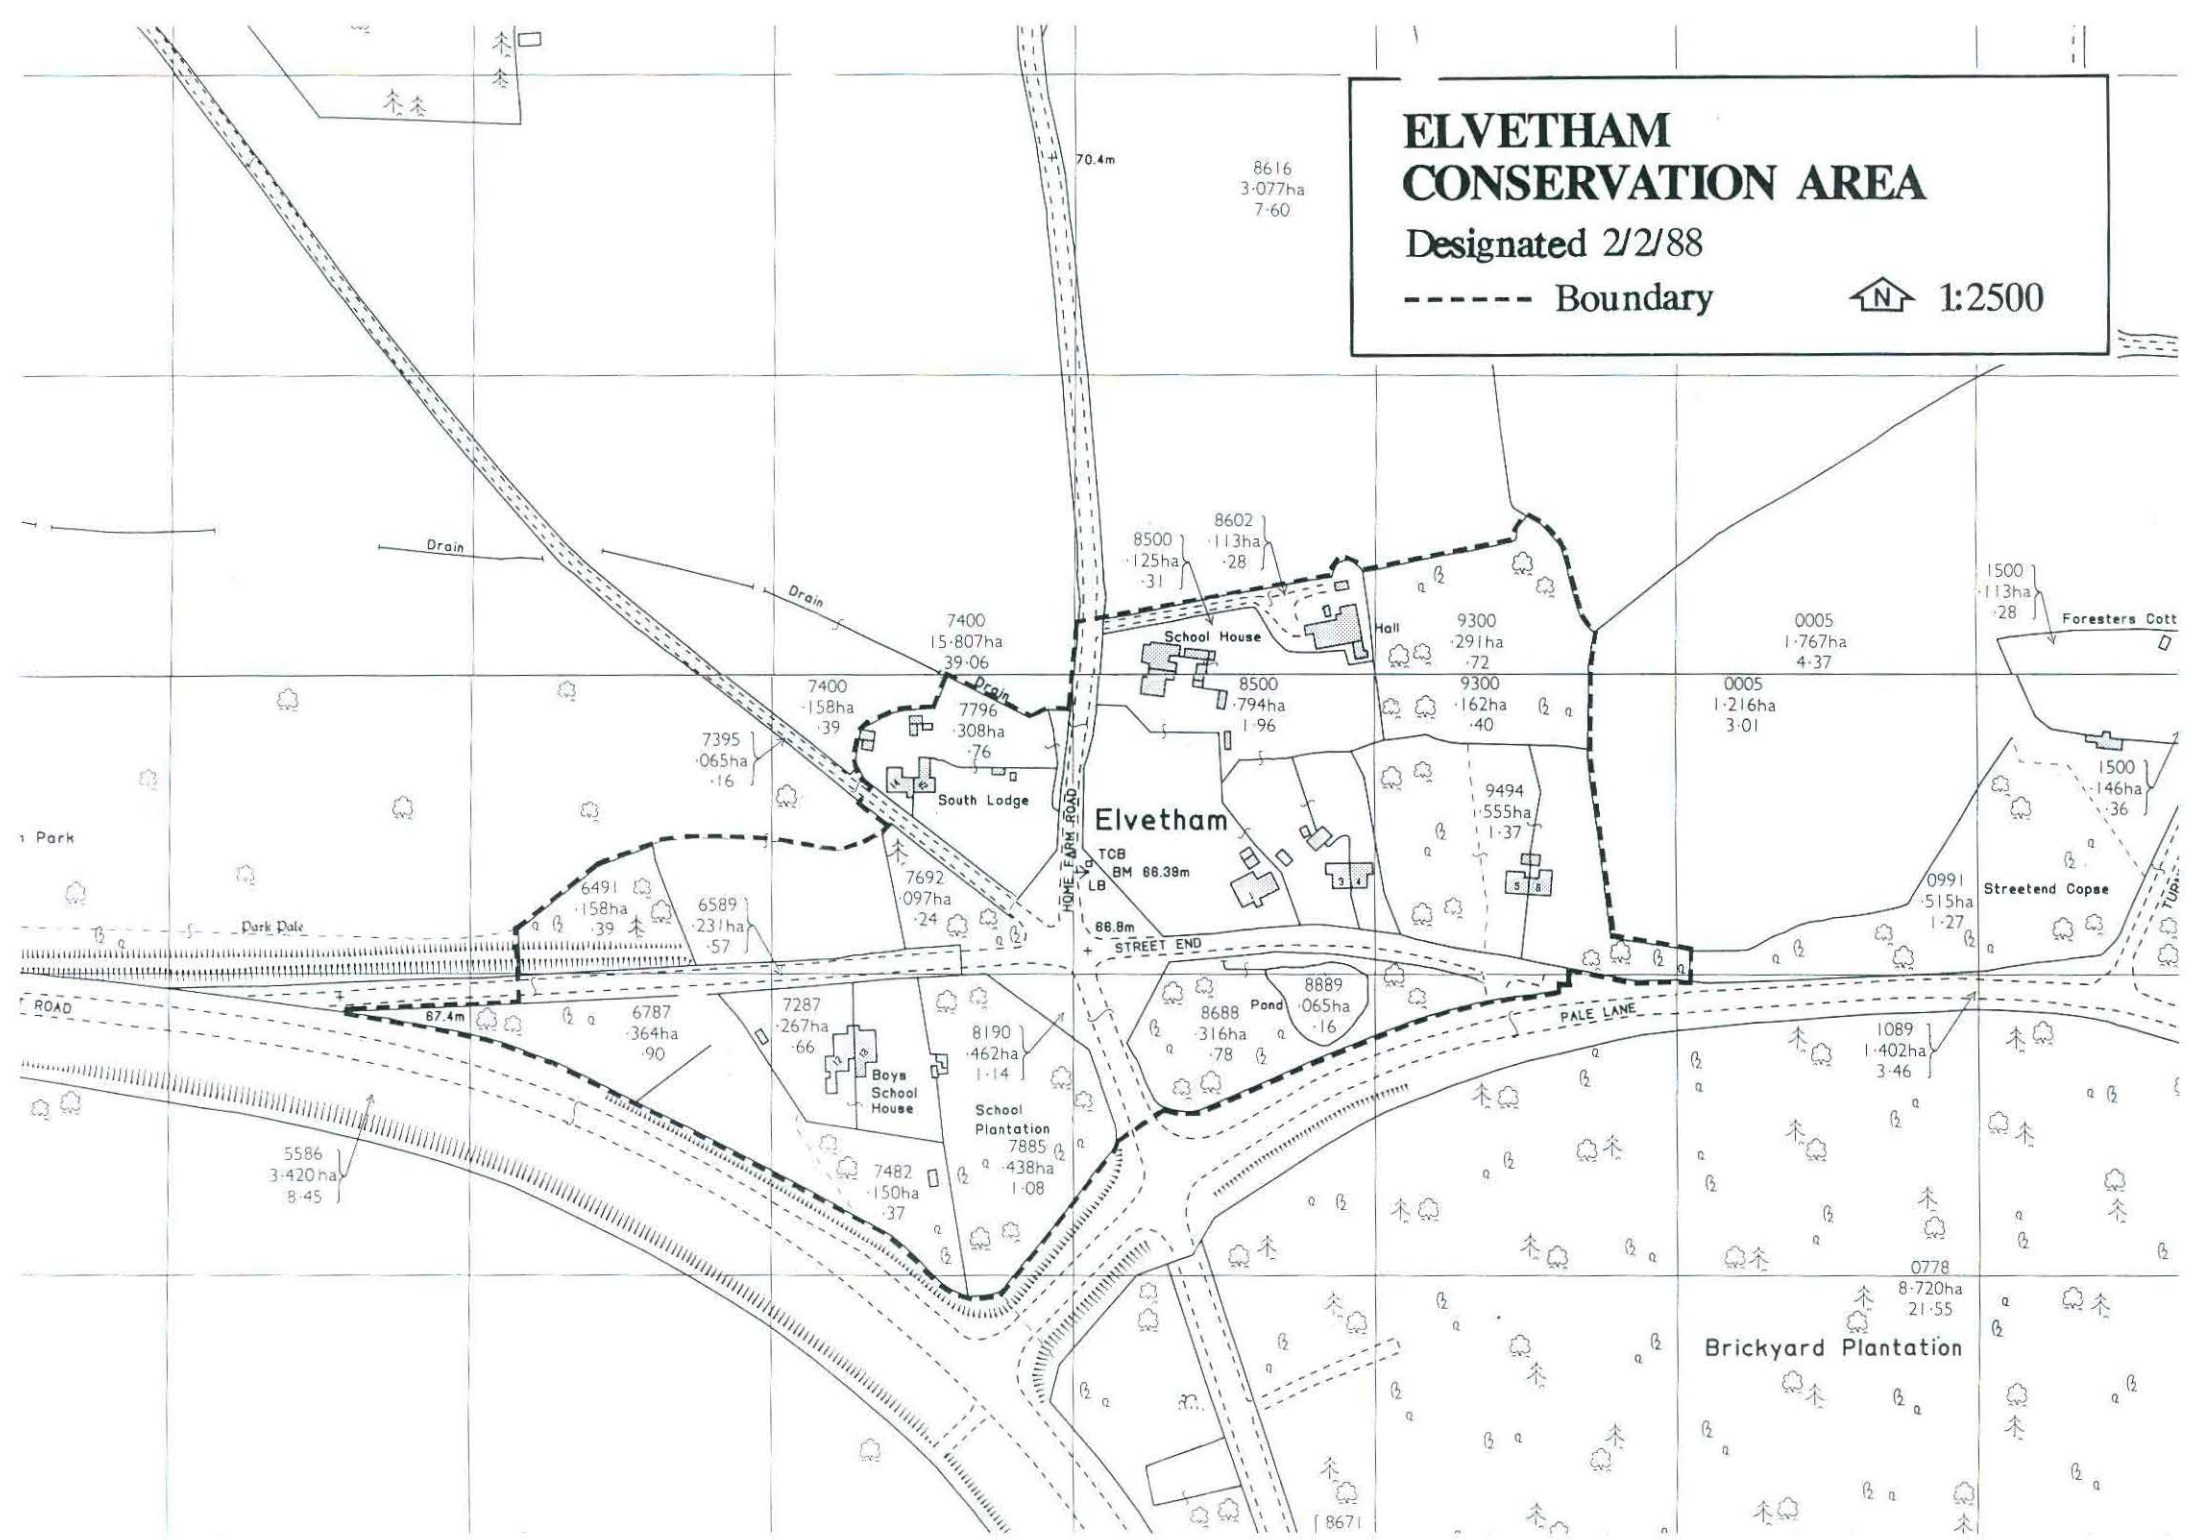 ELVETHAM
CONSERVATION AREA
Designated 2/2/88
Boundary
N 1:2500
70.4m
8616
3·077ha
7·60
Drain
Drain
7400
15·807ha
39·06
Drain
7400
·158ha
·39
7796
·308ha
·76
7395
·065ha
·16
South Lodge
8500
·125ha
·31
8602
·113ha
·28
School House
Hall
8500
·794ha
1·96
9300
·291ha
·72
9300
·162ha
·40
0005
1·767ha
4·37
0005
1·216ha
3·01
1500
·113ha
·28
Foresters Cott
1500
·146ha
·36
Elvetham
HOME FARM ROAD
TCB
BM 66.39m
LB
66.8m
STREET END
1
3 4
5 6
9494
·555ha
1·37
0991
·515ha
1·27
Streetend Copse
Park
Park Pale
6491
·158ha
·39
6589
·231ha
·57
7692
·097ha
·24
ROAD
67.4m
6787
·364ha
·90
7287
·267ha
·66
8190
·462ha
1·14
Boys
School
House
School
Plantation
7885
·438ha
1·08
7482
·150ha
·37
5586
3·420ha
8·45
8688
·316ha
·78
Pond
8889
·065ha
·16
PALE LANE
1089
1·402ha
3·46
0778
8·720ha
21·55
Brickyard Plantation
8671